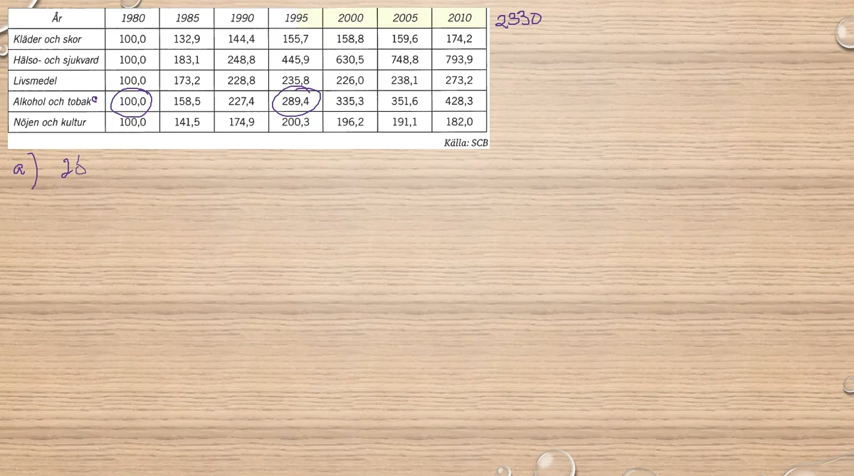 År 1980 1985 1990 1995 2000 2005 2010 2330
Kläder och skor 100,0 132,9 144,4 155,7 158,8 159,6 174,2
Hälso- och sjukvard 100,0 183,1 248,8 445,9 630,5 748,8 793,9
Livsmedel 100,0 173,2 228,8 235,8 226,0 238,1 273,2
Alkohol och tobak 100,0 158,5 227,4 289,4 335,3 351,6 428,3
Nöjen och kultur 100,0 141,5 174,9 200,3 196,2 191,1 182,0
Källa: SCB
a) 28